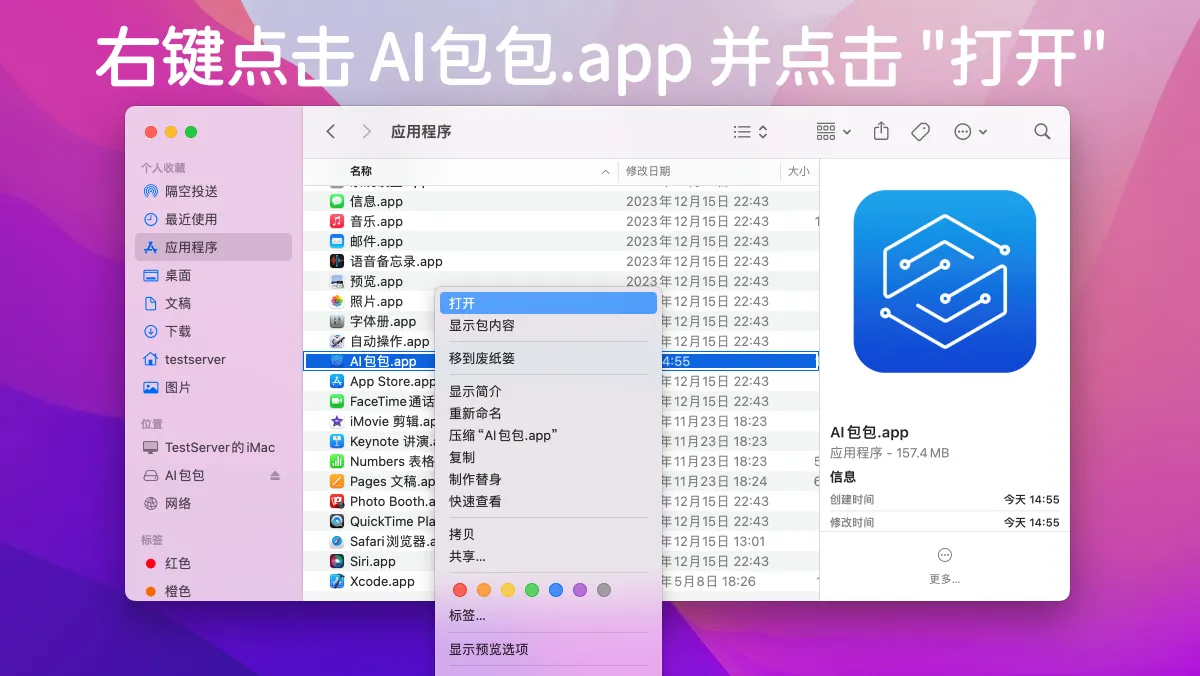 右键点击 AI包包.app 并点击 "打开"
应用程序
个人收藏
隔空投送
最近使用
应用程序
桌面
文稿
下载
testserver
图片
位置
TestServer的iMac
AI包包
网络
标签
红色
橙色
名称 修改日期 大小
信息.app 2023年12月15日 22:43
音乐.app 2023年12月15日 22:43
邮件.app 2023年12月15日 22:43
语音备忘录.app 2023年12月15日 22:43
预览.app 2023年12月15日 22:43
照片.app 年12月15日 22:43
字体册.app 年12月15日 22:43
自动操作.app 年12月15日 22:43
AI包包.app 4:55
App Store.app 年12月15日 22:43
FaceTime通话 年12月15日 22:43
iMovie 剪辑.ap 年11月23日 18:23
Keynote 讲演.a 年11月23日 18:23
Numbers 表格 年11月23日 18:23
Pages 文稿.ap 年11月23日 18:24
Photo Booth.a 年12月15日 22:43
QuickTime Pla 年12月15日 22:43
Safari浏览器.a 年12月15日 13:01
Siri.app 年12月15日 22:43
Xcode.app 年5月8日 18:26
打开
显示包内容
移到废纸篓
显示简介
重新命名
压缩“AI包包.app”
复制
制作替身
快速查看
拷贝
共享...
标签...
显示预览选项
AI包包.app
应用程序 - 157.4 MB
信息
创建时间 今天 14:55
修改时间 今天 14:55
更多...